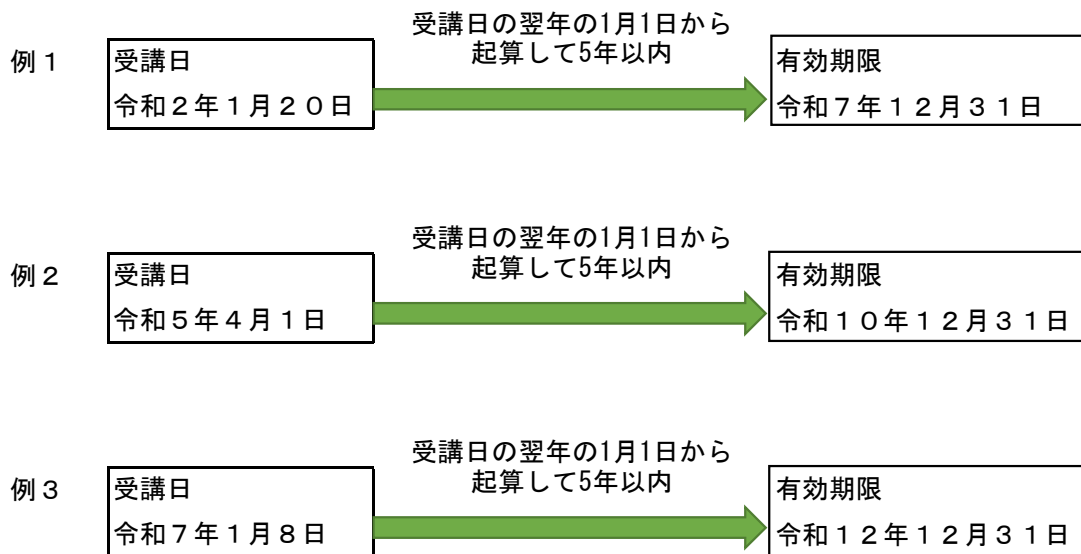 受講日の翌年の1月1日から
起算して5年以内
例１
受講日
令和２年１月２０日
有効期限
令和７年１２月３１日
受講日の翌年の1月1日から
起算して5年以内
例２
受講日
令和５年４月１日
有効期限
令和１０年１２月３１日
受講日の翌年の1月1日から
起算して5年以内
例３
受講日
令和７年１月８日
有効期限
令和１２年１２月３１日